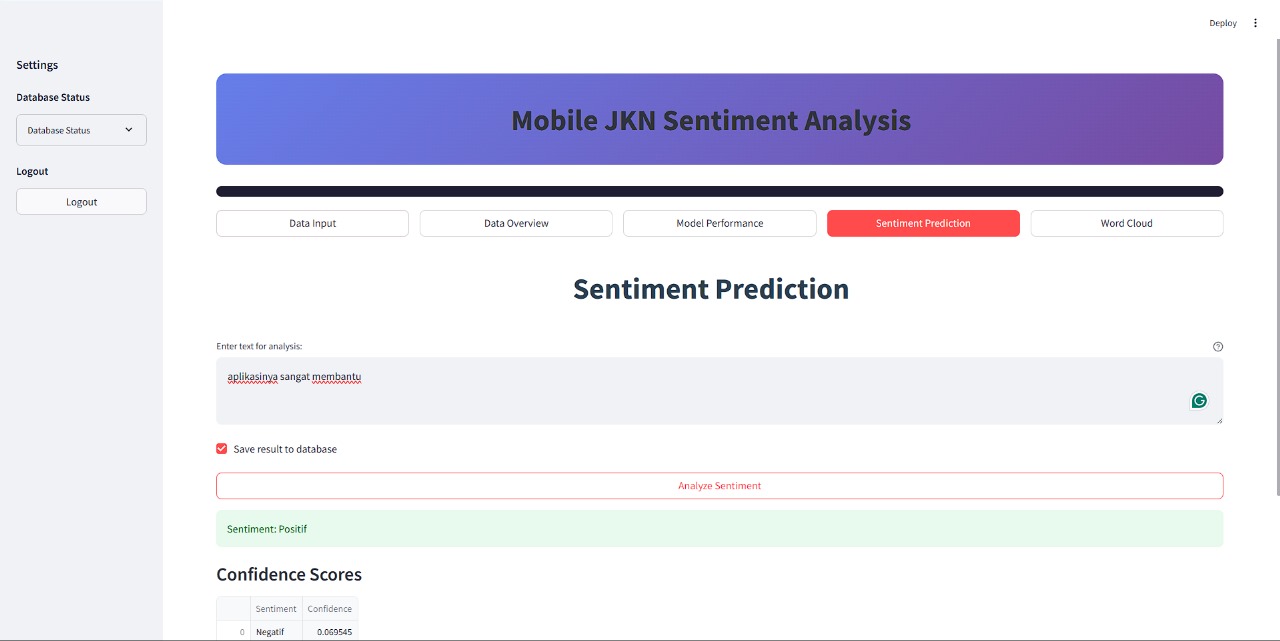 Deploy
Settings
Database Status
Database Status
Logout
Logout
Mobile JKN Sentiment Analysis
Data Input
Data Overview
Model Performance
Sentiment Prediction
Word Cloud
Sentiment Prediction
Enter text for analysis:
aplikasinya sangat membantu
Save result to database
Analyze Sentiment
Sentiment: Positif
Confidence Scores
Sentiment Confidence
0 Negatif 0.069545